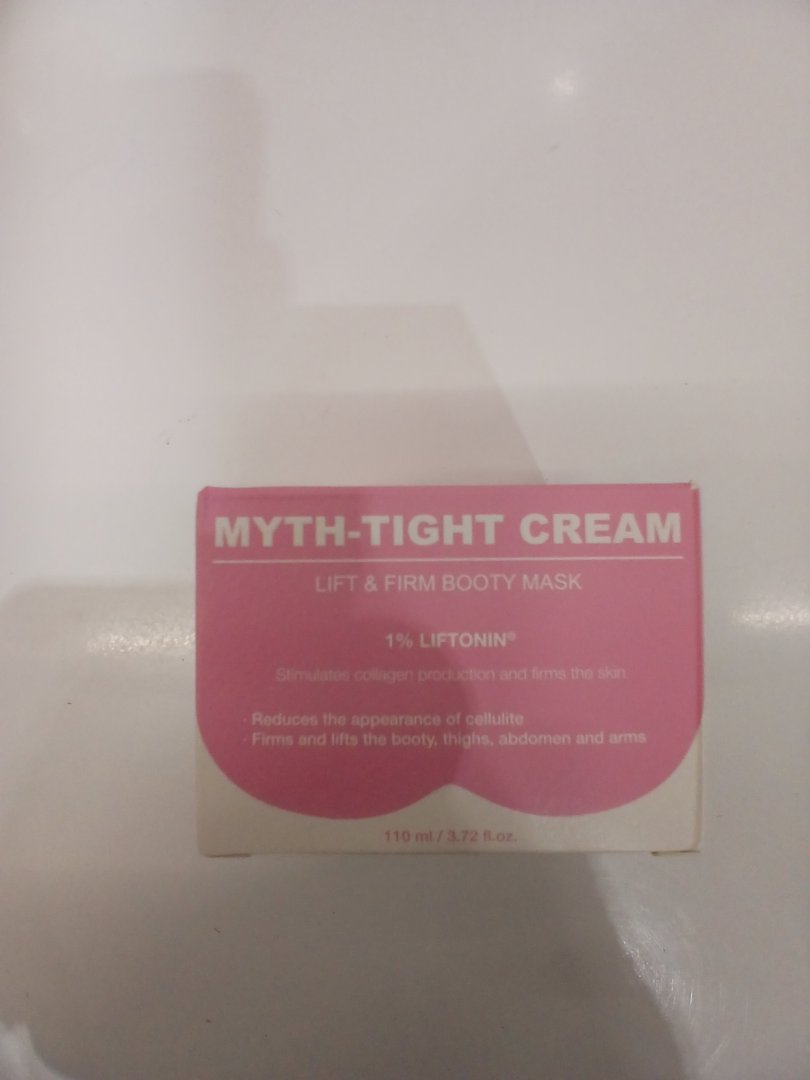 MYTH-TIGHT CREAM
LIFT & FIRM BOOTY MASK
1% LIFTONIN®
Stimulates collagen production and firms the skin
· Reduces the appearance of cellulite
· Firms and lifts the booty, thighs, abdomen and arms
110 ml / 3.72 fl.oz.